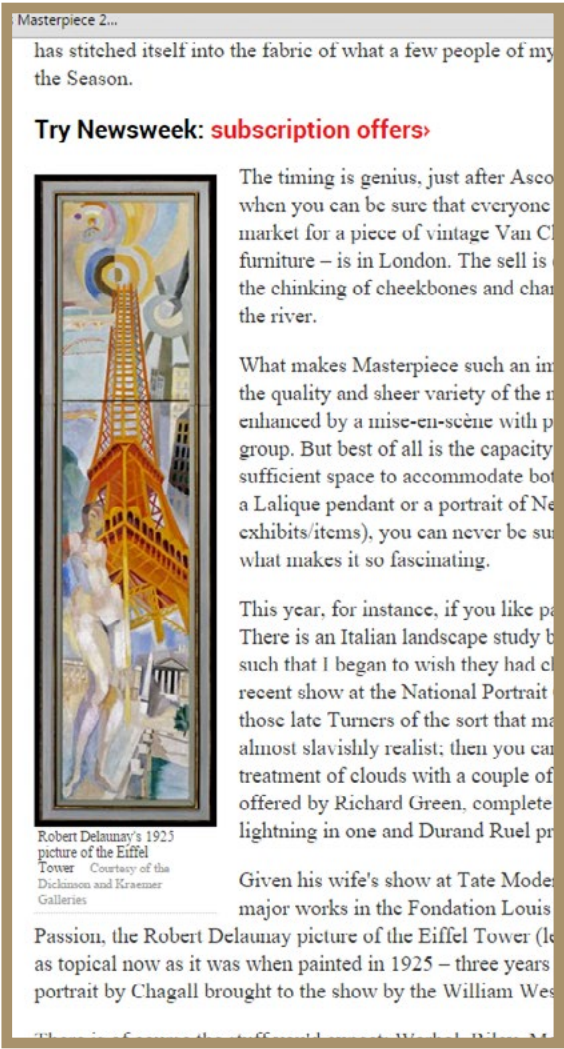 Masterpiece 2...
has stitched itself into the fabric of what a few people of my
the Season.
Try Newsweek: subscription offers›
The timing is genius, just after Asco
when you can be sure that everyone
market for a piece of vintage Van Cl
furniture – is in London. The sell is
the chinking of cheekbones and cha
the river.
What makes Masterpiece such an im
the quality and sheer variety of the
enhanced by a mise-en-scène with p
group. But best of all is the capacity
sufficient space to accommodate bot
a Lalique pendant or a portrait of Ne
exhibits/items), you can never be su
what makes it so fascinating.
This year, for instance, if you like pa
There is an Italian landscape study b
such that I began to wish they had cl
recent show at the National Portrait
those late Turners of the sort that ma
almost slavishly realist; then you can
treatment of clouds with a couple of
offered by Richard Green, complete
lightning in one and Durand Ruel pr
Robert Delaunay's 1925
picture of the Eiffel
Tower Courtesy of the
Dickinson and Kraemer
Galleries
Given his wife's show at Tate Moder
major works in the Fondation Louis
Passion, the Robert Delaunay picture of the Eiffel Tower (le
as topical now as it was when painted in 1925 – three years
portrait by Chagall brought to the show by the William Wes